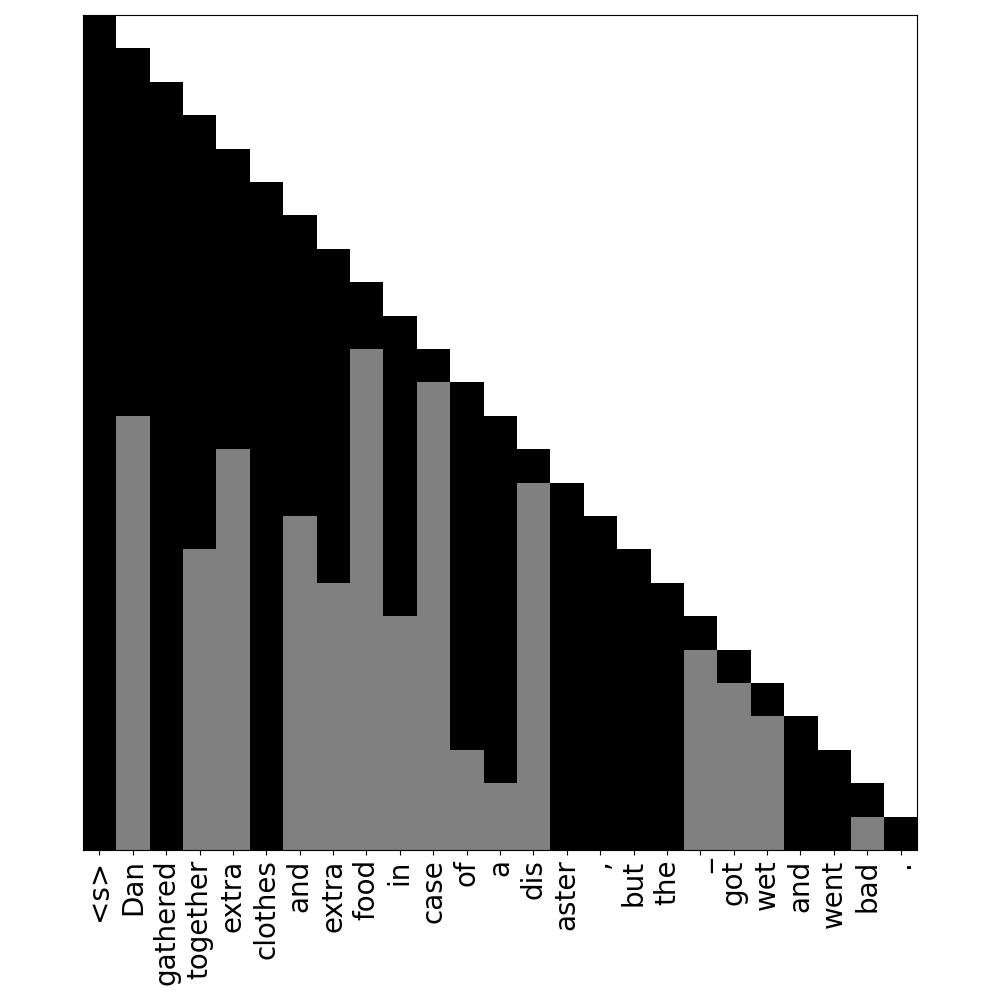 <s> Dan gathered together extra clothes and extra food in case of a dis aster , but the _ got wet and went bad .